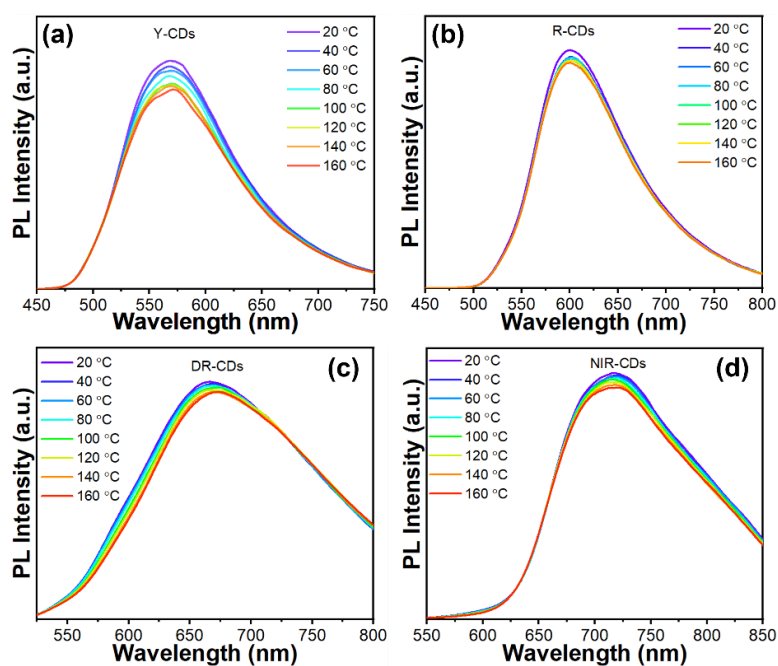 (a)
Y-CDs
20 °C
40 °C
60 °C
80 °C
100 °C
120 °C
140 °C
160 °C
PL Intensity (a.u.)
450 500 550 600 650 700 750
Wavelength (nm)
(b)
R-CDs
20 °C
40 °C
60 °C
80 °C
100 °C
120 °C
140 °C
160 °C
PL Intensity (a.u.)
450 500 550 600 650 700 750 800
Wavelength (nm)
(c)
DR-CDs
20 °C
40 °C
60 °C
80 °C
100 °C
120 °C
140 °C
160 °C
PL Intensity (a.u.)
550 600 650 700 750 800
Wavelength (nm)
(d)
NIR-CDs
20 °C
40 °C
60 °C
80 °C
100 °C
120 °C
140 °C
160 °C
PL Intensity (a.u.)
550 600 650 700 750 800 850
Wavelength (nm)